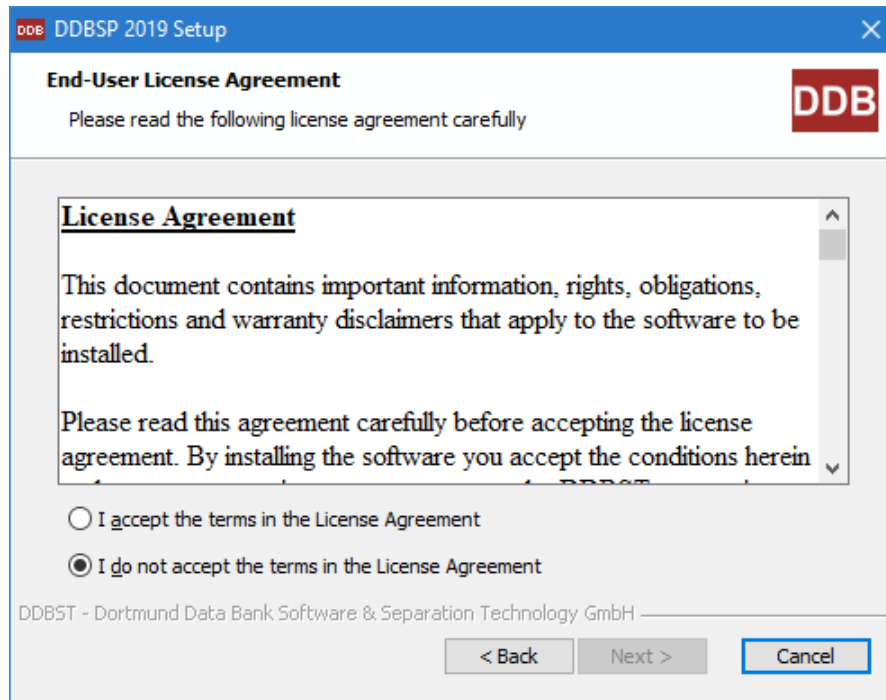 DDB DDBSP 2019 Setup
End-User License Agreement
Please read the following license agreement carefully
DDB
License Agreement
This document contains important information, rights, obligations,
restrictions and warranty disclaimers that apply to the software to be
installed.
Please read this agreement carefully before accepting the license
agreement. By installing the software you accept the conditions herein
I accept the terms in the License Agreement
I do not accept the terms in the License Agreement
DDBST - Dortmund Data Bank Software & Separation Technology GmbH
< Back
Next >
Cancel